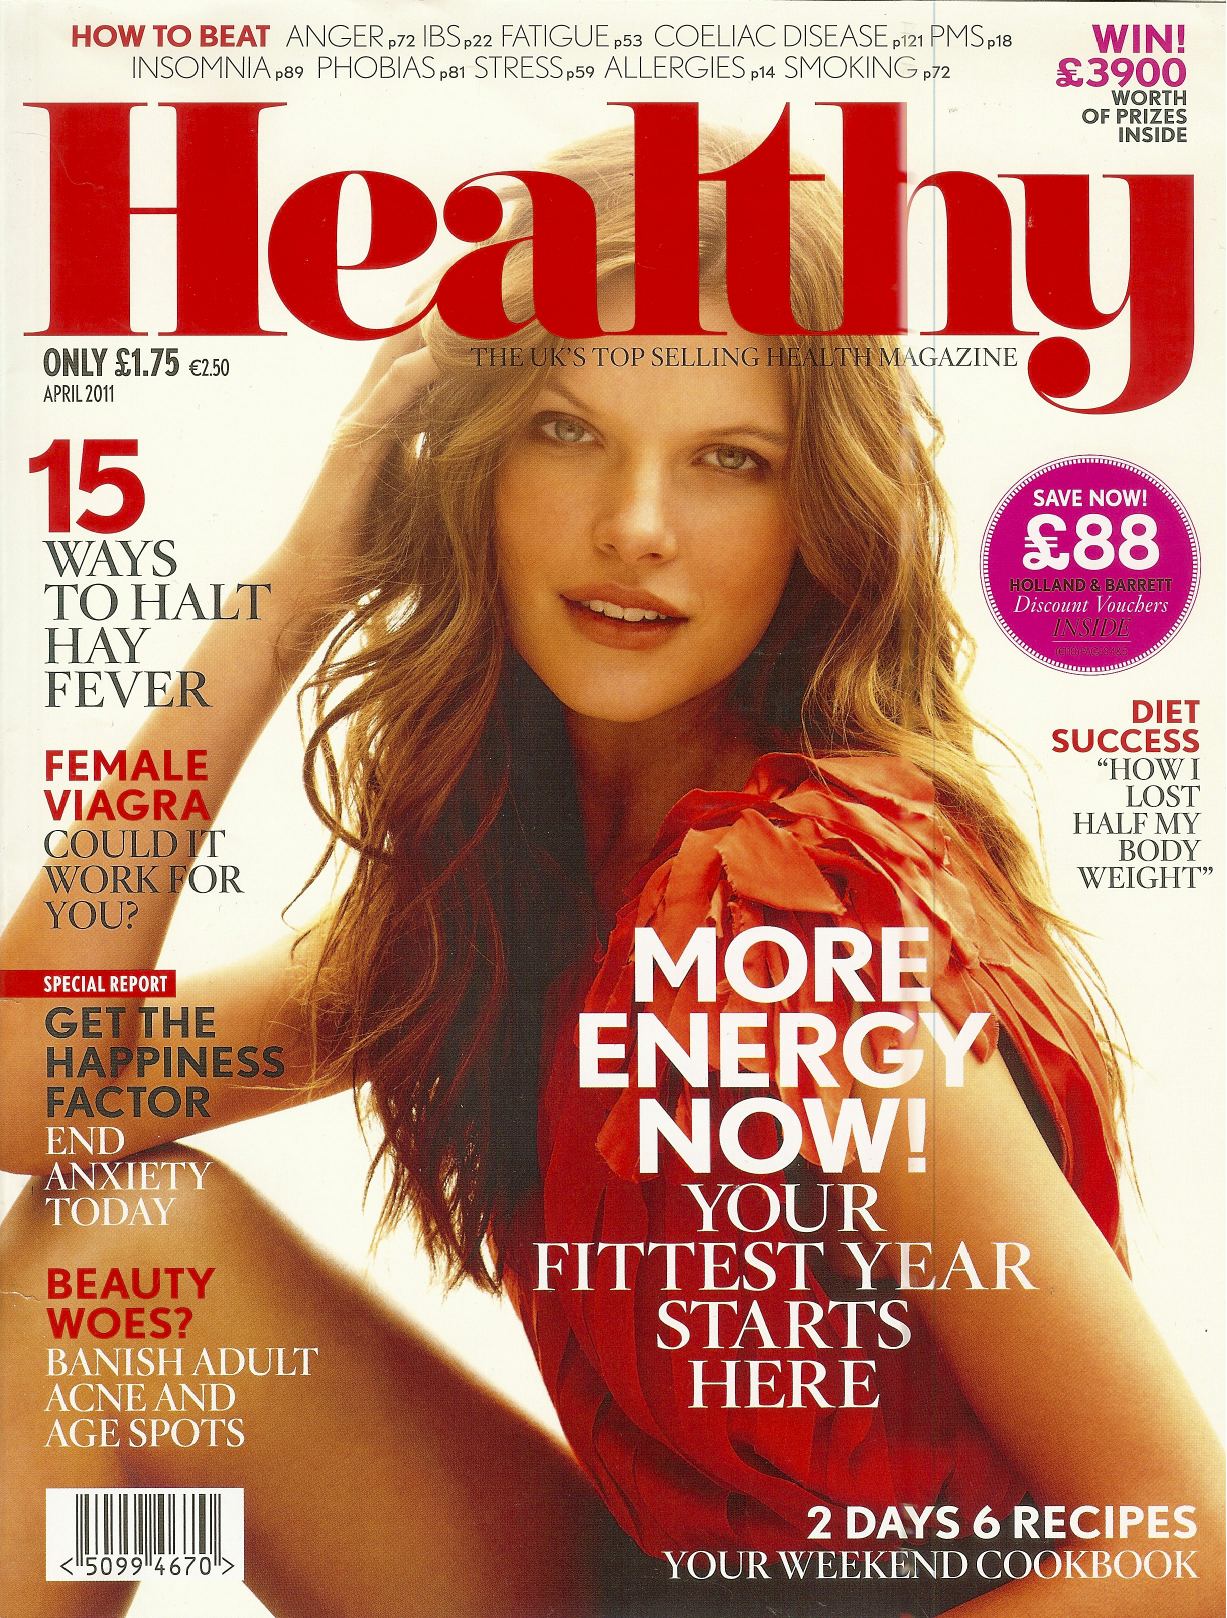 HOW TO BEAT ANGER p72 IBS p22 FATIGUE p53 COELIAC DISEASE p121 PMS p18
INSOMNIA p89 PHOBIAS p81 STRESS p59 ALLERGIES p14 SMOKING p72
WIN!
£3900
WORTH
OF PRIZES
INSIDE
Healthy
THE UK'S TOP SELLING HEALTH MAGAZINE
ONLY £1.75 €2.50
APRIL 2011
15
WAYS
TO HALT
HAY
FEVER
FEMALE
VIAGRA
COULD IT
WORK FOR
YOU?
SPECIAL REPORT
GET THE
HAPPINESS
FACTOR
END
ANXIETY
TODAY
BEAUTY
WOES?
BANISH ADULT
ACNE AND
AGE SPOTS
<5099"4670">
SAVE NOW!
£88
HOLLAND & BARRETT
Discount Vouchers
INSIDE
DIET
SUCCESS
“HOW I
LOST
HALF MY
BODY
WEIGHT”
MORE
ENERGY
NOW!
YOUR
FITTEST YEAR
STARTS
HERE
2 DAYS 6 RECIPES
YOUR WEEKEND COOKBOOK